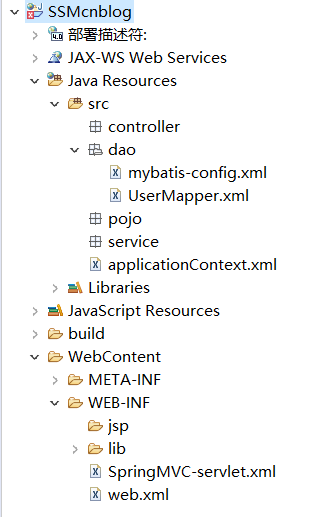 SSMcnblog
部署描述符:
JAX-WS Web Services
Java Resources
src
controller
dao
mybatis-config.xml
UserMapper.xml
pojo
service
applicationContext.xml
Libraries
JavaScript Resources
build
WebContent
META-INF
WEB-INF
jsp
lib
SpringMVC-servlet.xml
web.xml